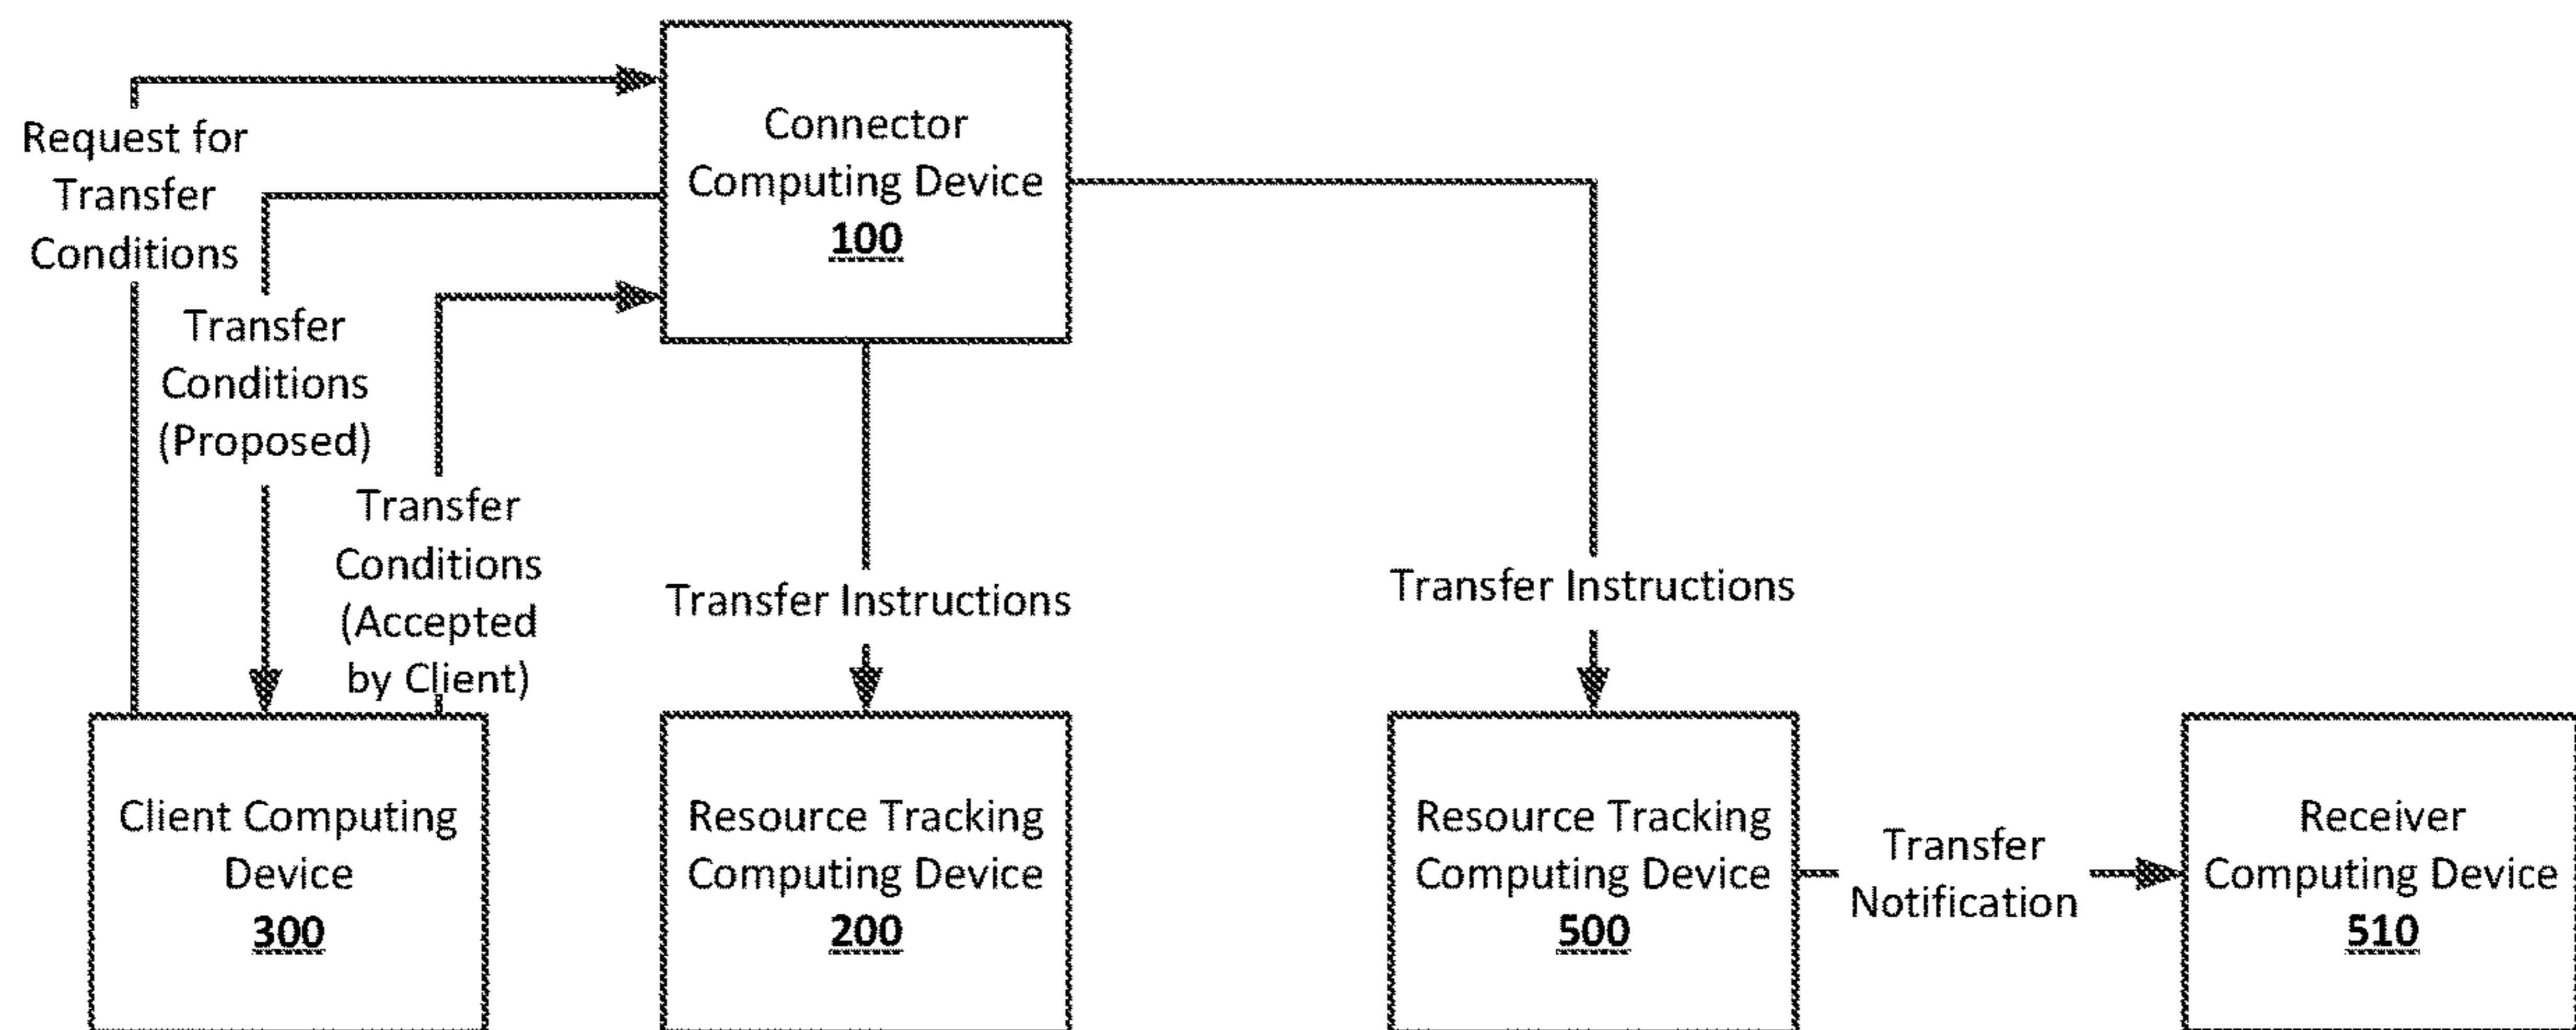 Connector
Computing Device
100
Request for
Transfer
Conditions
Transfer
Conditions
(Proposed)
Transfer
Conditions
(Accepted
by Client)
Transfer Instructions
Transfer Instructions
Client Computing
Device
300
Resource Tracking
Computing Device
200
Resource Tracking
Computing Device
500
Transfer
Notification
Receiver
Computing Device
510